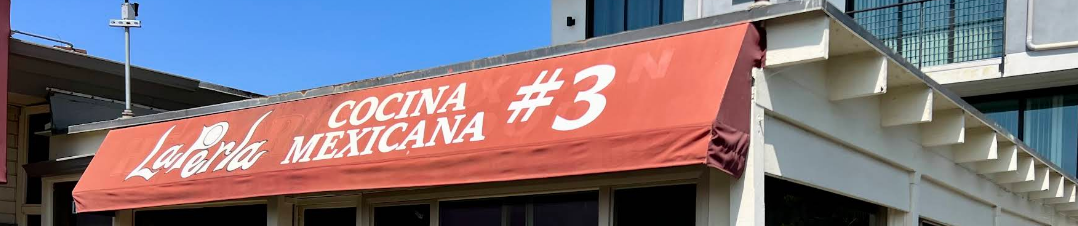 La Perla
COCINA
MEXICANA
#3